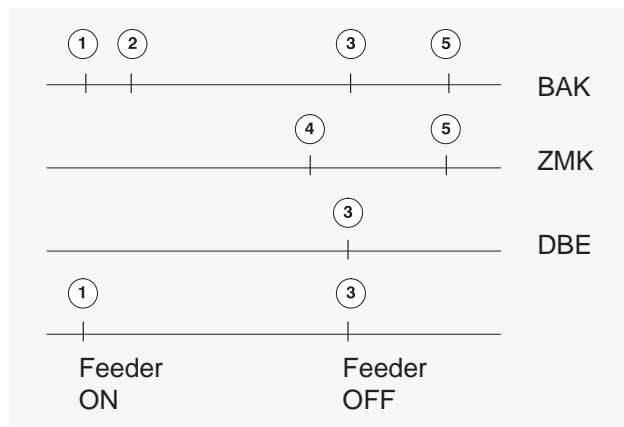 1 2 3 5
BAK
4 5
ZMK
3
DBE
1 3
Feeder ON
Feeder OFF